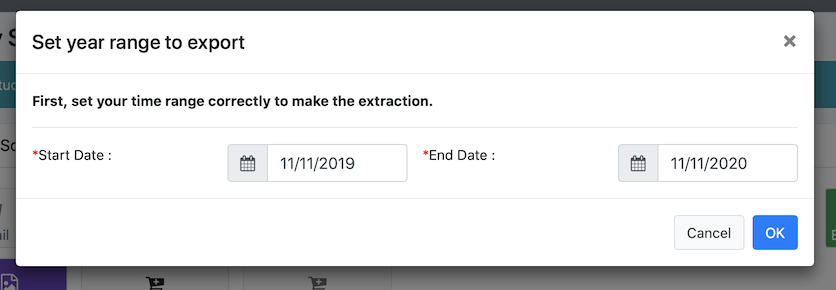 Set year range to export
×
First, set your time range correctly to make the extraction.
*Start Date : 11/11/2019 *End Date : 11/11/2020
Cancel OK